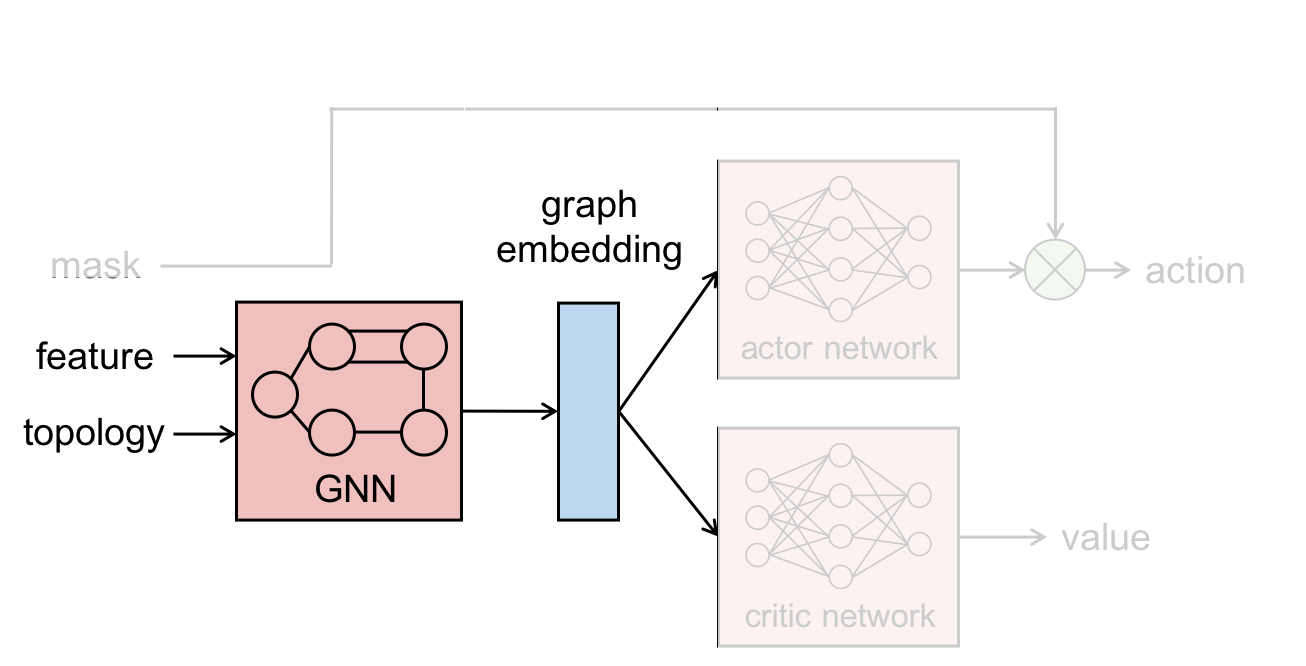 graph
embedding
mask
feature
topology
GNN
actor network
action
critic network
value